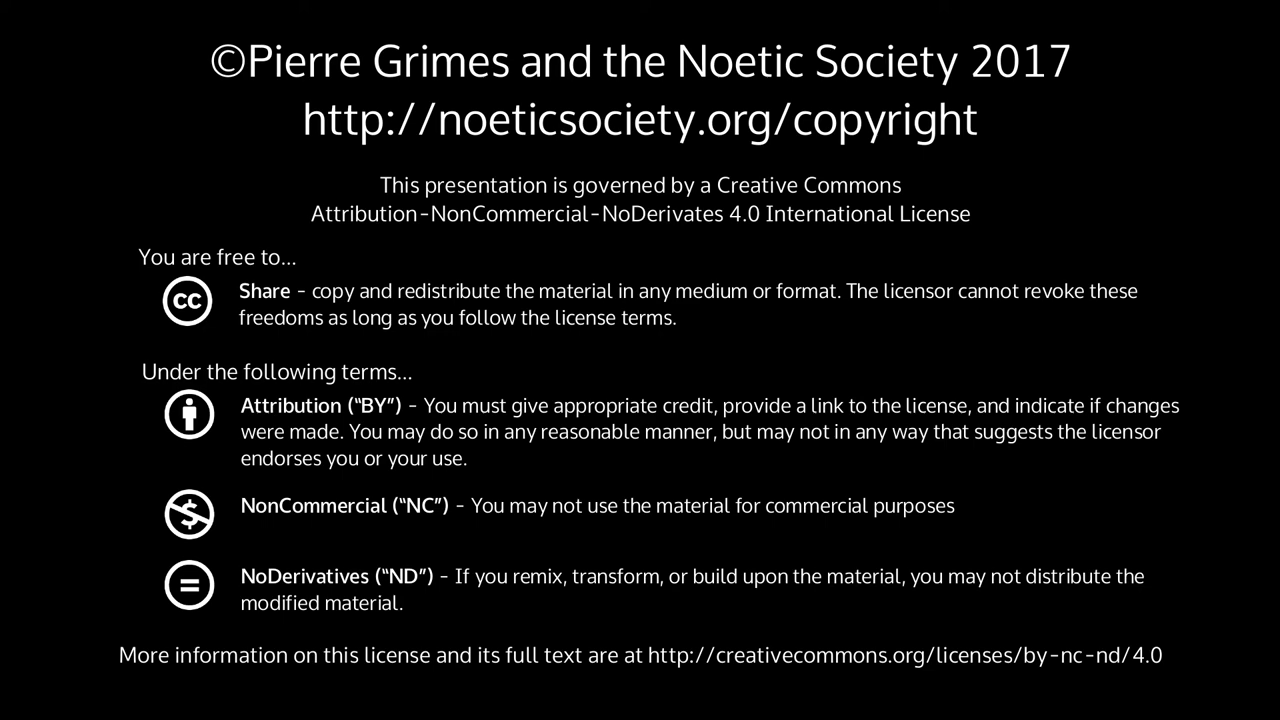 ©Pierre Grimes and the Noetic Society 2017
http://noeticsociety.org/copyright
This presentation is governed by a Creative Commons
Attribution-NonCommercial-NoDerivates 4.0 International License
You are free to...
cc
Share - copy and redistribute the material in any medium or format. The licensor cannot revoke these
freedoms as long as you follow the license terms.
Under the following terms...
Attribution (“BY”) - You must give appropriate credit, provide a link to the license, and indicate if changes
were made. You may do so in any reasonable manner, but may not in any way that suggests the licensor
endorses you or your use.
$
NonCommercial (“NC”) - You may not use the material for commercial purposes
=
NoDerivatives (“ND”) - If you remix, transform, or build upon the material, you may not distribute the
modified material.
More information on this license and its full text are at http://creativecommons.org/licenses/by-nc-nd/4.0